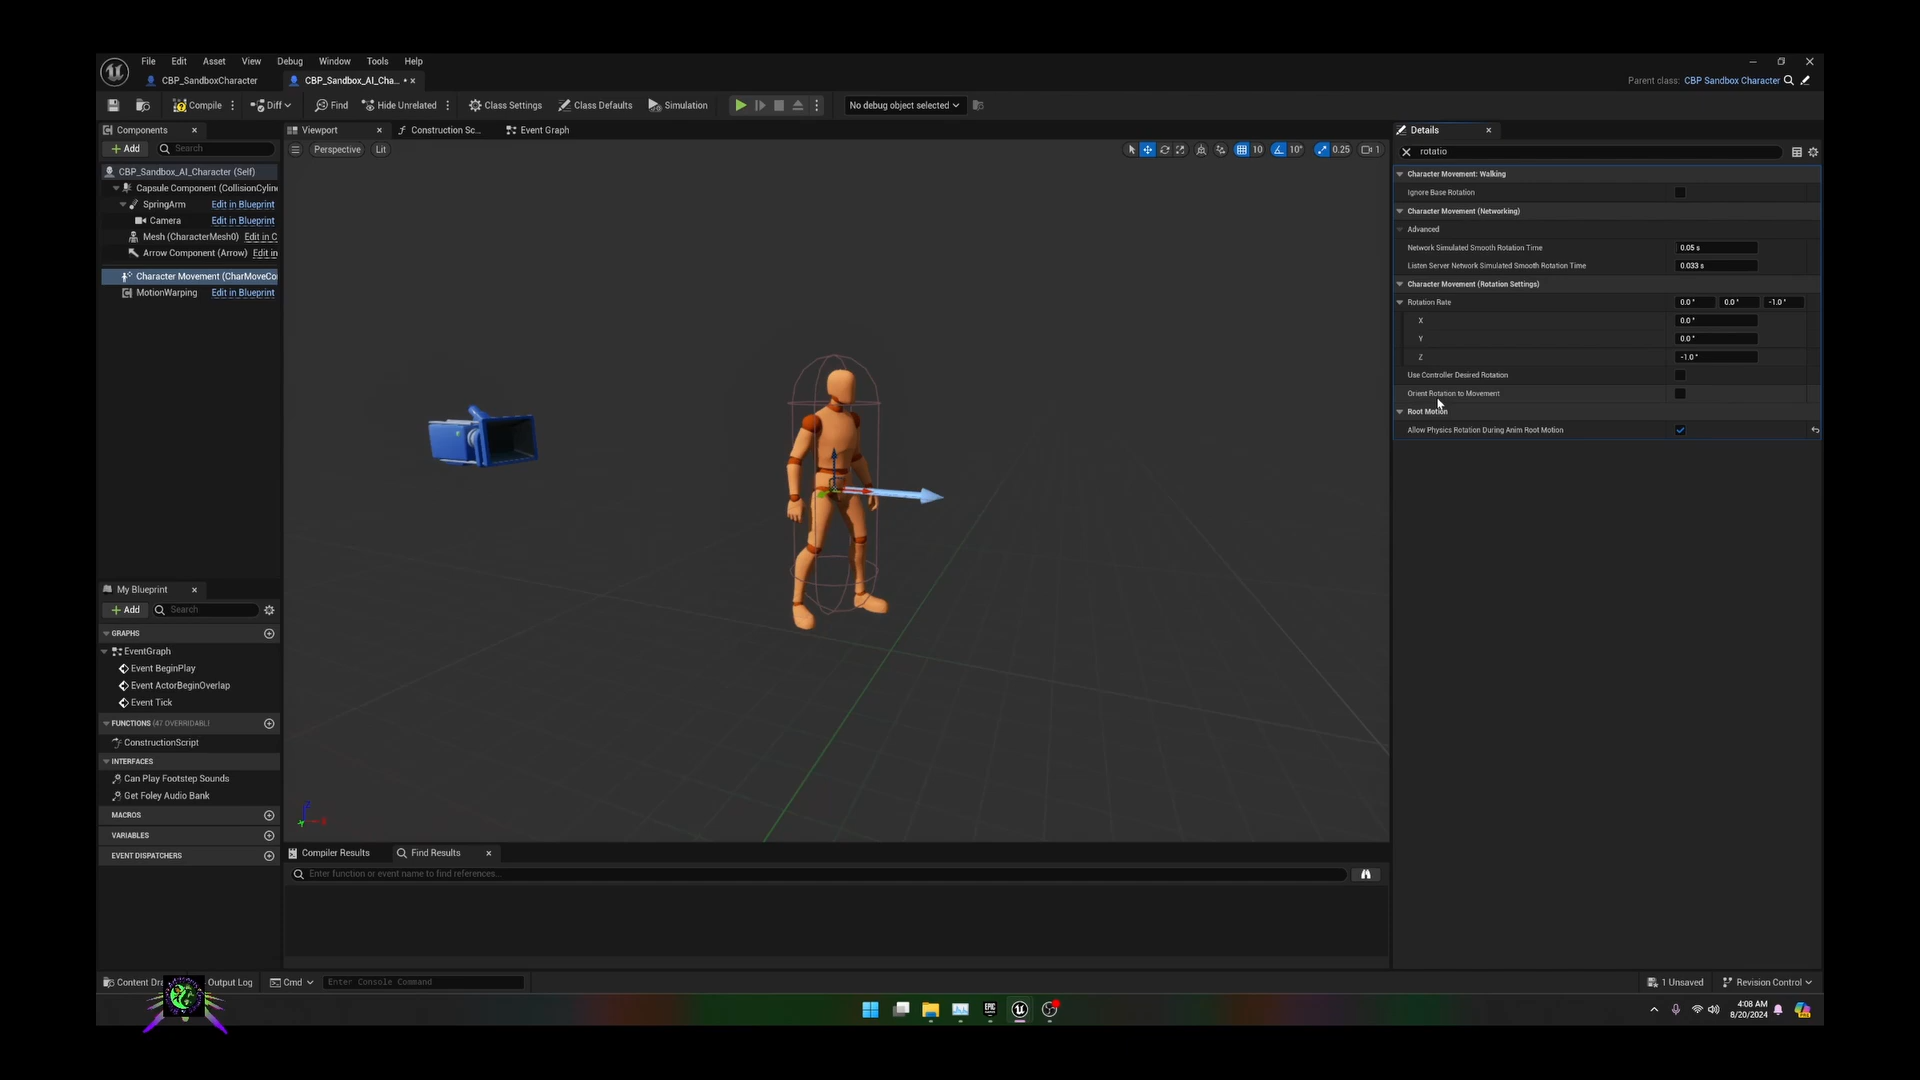 File Edit Asset View Debug Window Tools Help
CBP_SandboxCharacter
CBP_Sandbox_AI_Cha... •
Parent class: CBP Sandbox Character
Compile
Diff
Find
Hide Unrelated
Class Settings
Class Defaults
Simulation
No debug object selected
Components
Viewport
Construction Sc...
Event Graph
Details
Add
Search
Perspective
Lit
10
10°
0.25
1
rotatio
CBP_Sandbox_AI_Character (Self)
Capsule Component (CollisionCylin
SpringArm Edit in Blueprint
Camera Edit in Blueprint
Mesh (CharacterMesh0) Edit in C
Arrow Component (Arrow) Edit in
Character Movement (CharMoveCo
MotionWarping Edit in Blueprint
Character Movement: Walking
Ignore Base Rotation
Character Movement (Networking)
Advanced
Network Simulated Smooth Rotation Time 0.05 s
Listen Server Network Simulated Smooth Rotation Time 0.033 s
Character Movement (Rotation Settings)
Rotation Rate 0.0° 0.0° -1.0°
X 0.0°
Y 0.0°
Z -1.0°
Use Controller Desired Rotation
Orient Rotation to Movement
Root Motion
Allow Physics Rotation During Anim Root Motion
My Blueprint
Add
Search
GRAPHS
EventGraph
Event BeginPlay
Event ActorBeginOverlap
Event Tick
FUNCTIONS (47 OVERRIDABL
ConstructionScript
INTERFACES
Can Play Footstep Sounds
Get Foley Audio Bank
MACROS
VARIABLES
EVENT DISPATCHERS
Z
Compiler Results
Find Results
Enter function or event name to find references...
Content Dra
Output Log
Cmd
Enter Console Command
1 Unsaved
Revision Control
EPIC
4:08 AM
8/20/2024